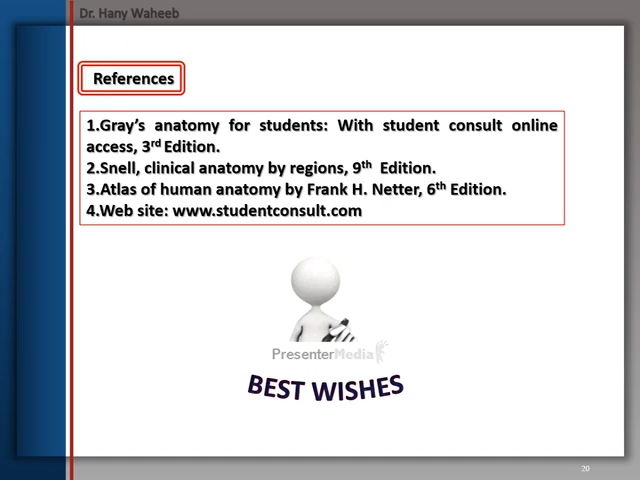 Dr. Hany Waheeb
References
1.Gray's anatomy for students: With student consult online
access, 3rd Edition.
2.Snell, clinical anatomy by regions, 9th Edition.
3.Atlas of human anatomy by Frank H. Netter, 6th Edition.
4.Web site: www.studentconsult.com
PresenterMedia
BEST WISHES
20